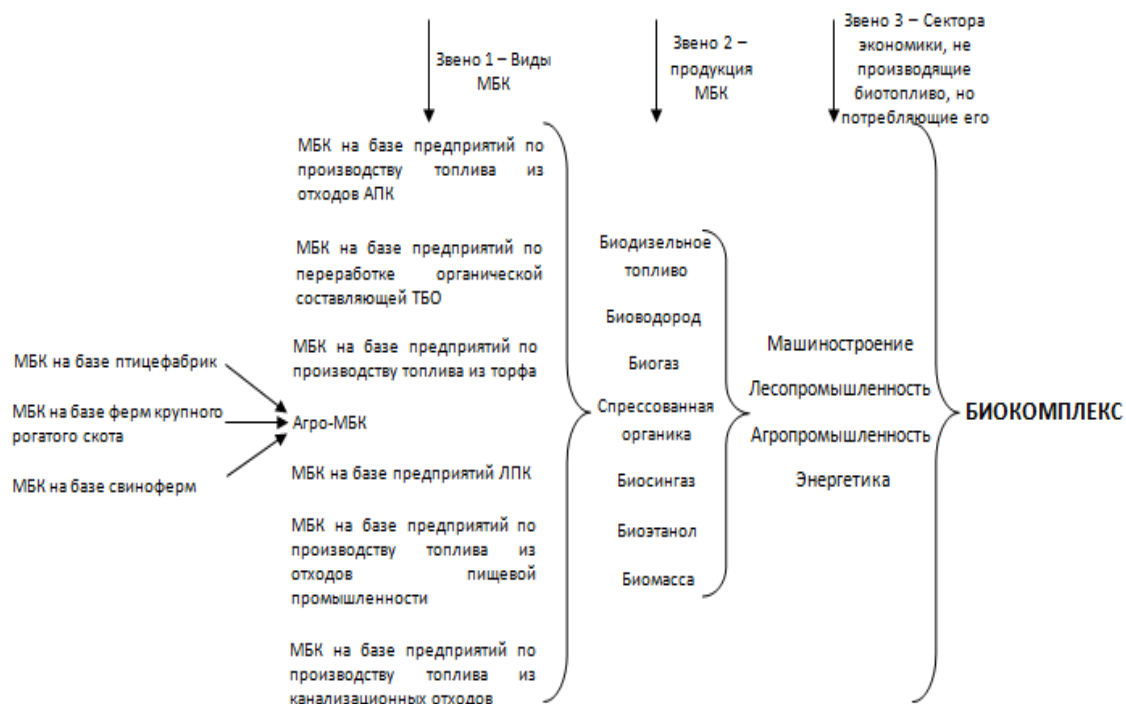 Звено 1 – Виды
МБК
Звено 2 –
продукция
МБК
Звено 3 – Сектора
экономики, не
производящие
биотопливо, но
потребляющие его
МБК на базе птицефабрик
МБК на базе ферм крупного
рогатого скота
МБК на базе свиноферм
МБК на базе предприятий по
производству топлива из
отходов АПК
МБК на базе предприятий по
переработке органической
составляющей ТБО
МБК на базе предприятий по
производству топлива из торфа
Агро-МБК
МБК на базе предприятий ЛПК
МБК на базе предприятий по
производству топлива из
отходов пищевой
промышленности
МБК на базе предприятий по
производству топлива из
канализационных отходов
Биодизельное
топливо
Биоводород
Биогаз
Спрессованная
органика
Биосингаз
Биоэтанол
Биомасса
Машиностроение
Лесопромышленность
Агропромышленность
Энергетика
БИОКОМПЛЕКС